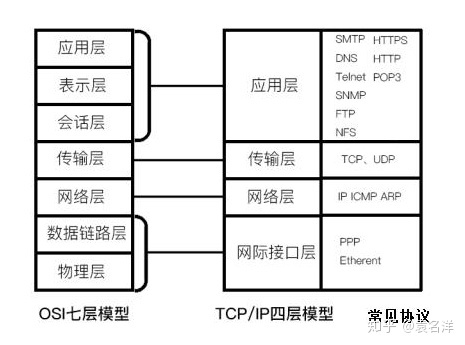 应用层
表示层
会话层
传输层
网络层
数据链路层
物理层
OSI七层模型
应用层
传输层
网络层
网际接口层
TCP/IP四层模型
SMTP HTTPS
DNS HTTP
Telnet POP3
SNMP
FTP
NFS
TCP、UDP
IP ICMP ARP
PPP
Etherent
常见协议
知乎 @袁名洋